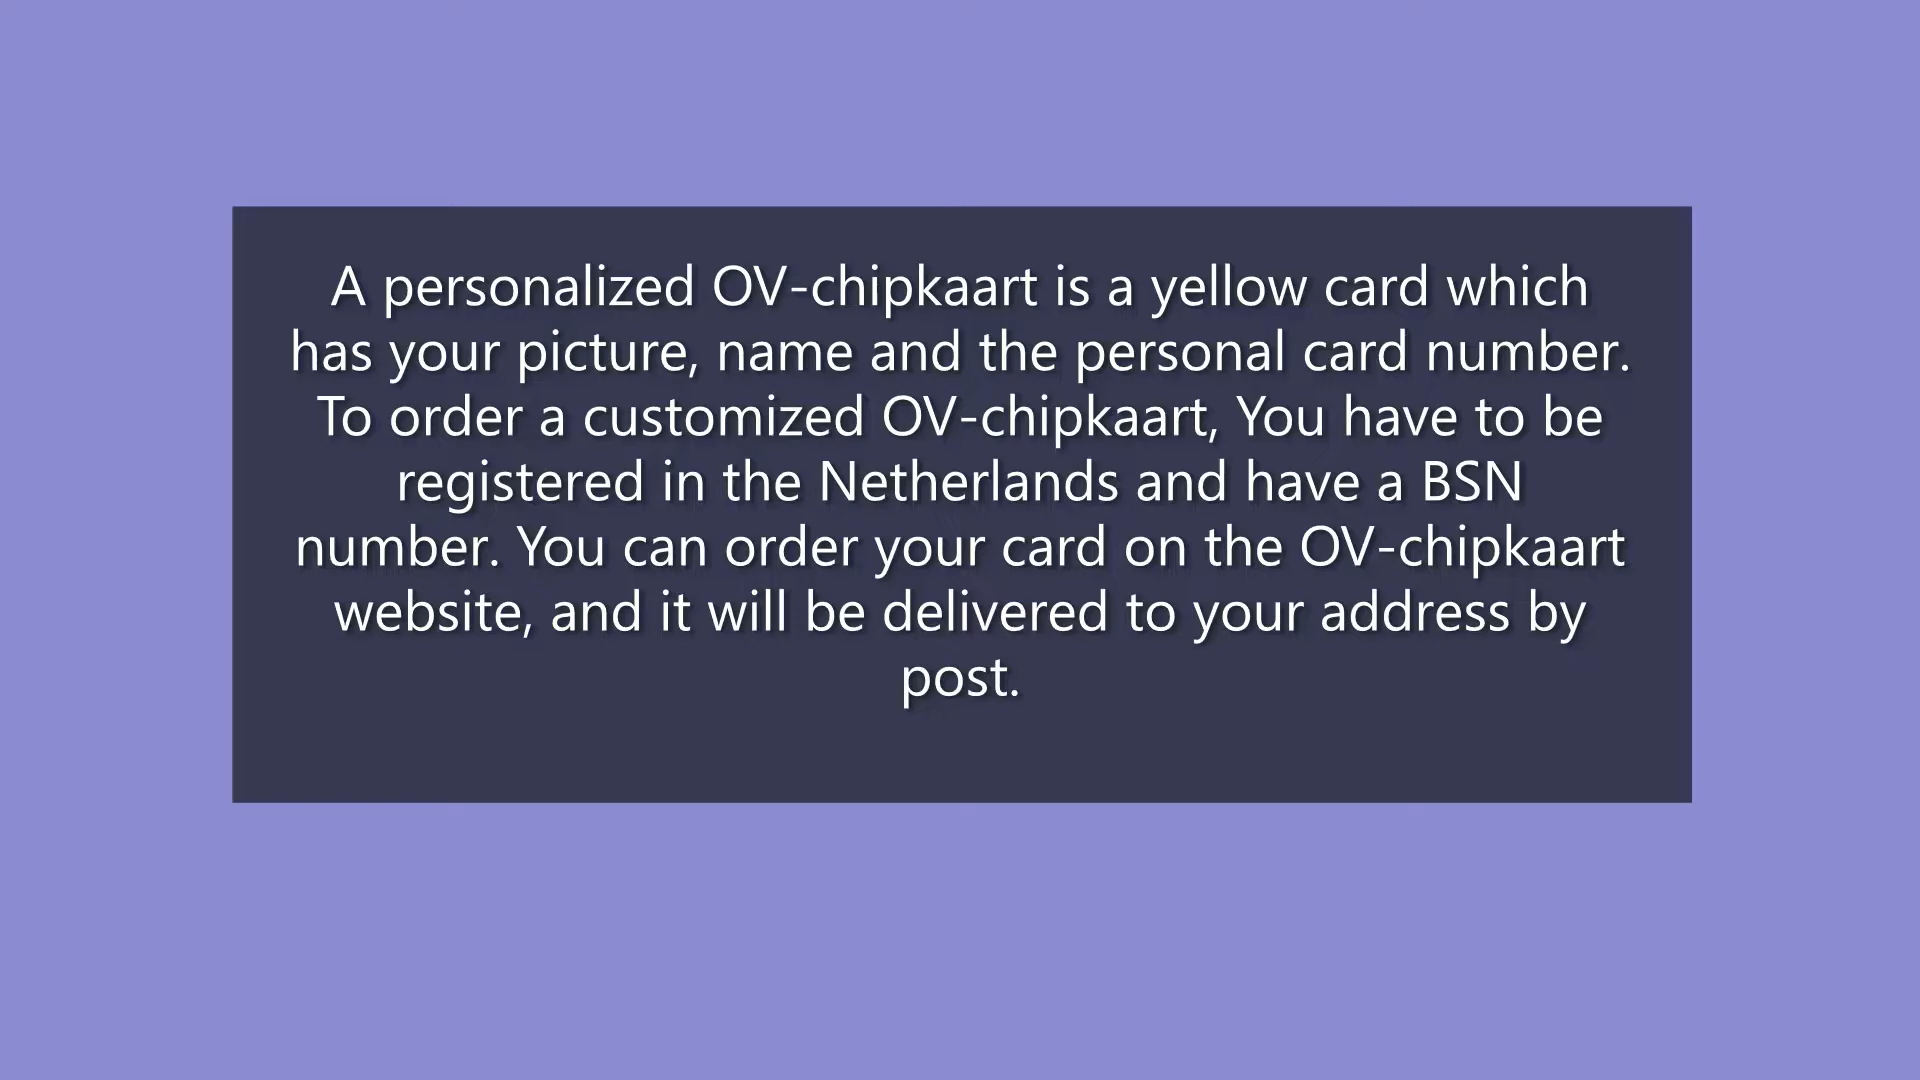 A personalized OV-chipkaart is a yellow card which
has your picture, name and the personal card number.
To order a customized OV-chipkaart, You have to be
registered in the Netherlands and have a BSN
number. You can order your card on the OV-chipkaart
website, and it will be delivered to your address by
post.